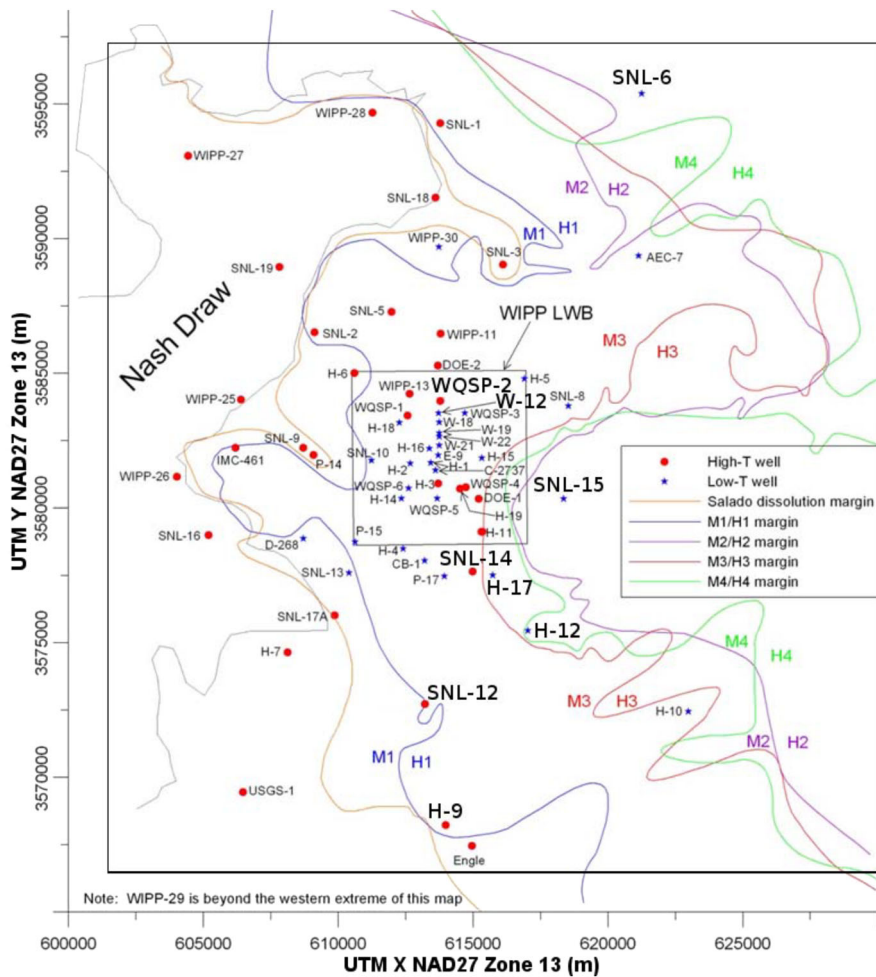 SNL-6
3595000
WIPP-28
SNL-1
WIPP-27
M4
H4
M2
H2
SNL-18
M1
H1
3590000
WIPP-30
SNL-3
AEC-7
SNL-19
WIPP LWB
Nash Draw
SNL-5
M3
H3
SNL-2
WIPP-11
3585000
DOE-2
H-6
H-5
WIPP-13
WQSP-2
WIPP-25
W-12
SNL-8
WQSP-1
WQSP-3
H-18
W-18
W-19
W-22
SNL-9
H-16
W-21
IMC-461
P-14
SNL-10
E-9
H-15
H-1
H-2
C-2737
WIPP-26
WQSP-6
H-3
WQSP-4
SNL-15
H-14
DOE-1
3580000
WQSP-5
H-19
SNL-16
H-11
D-268
P-15
H-4
SNL-14
CB-1
SNL-13
P-17
H-17
SNL-17A
H-12
3575000
H-7
M4
H4
SNL-12
M3
H3
H-10
M1
H1
M2
H2
3570000
USGS-1
H-9
Engle
High-T well
Low-T well
Salado dissolution margin
M1/H1 margin
M2/H2 margin
M3/H3 margin
M4/H4 margin
Note: WIPP-29 is beyond the western extreme of this map
UTM Y NAD27 Zone 13 (m)
600000 605000 610000 615000 620000 625000
UTM X NAD27 Zone 13 (m)